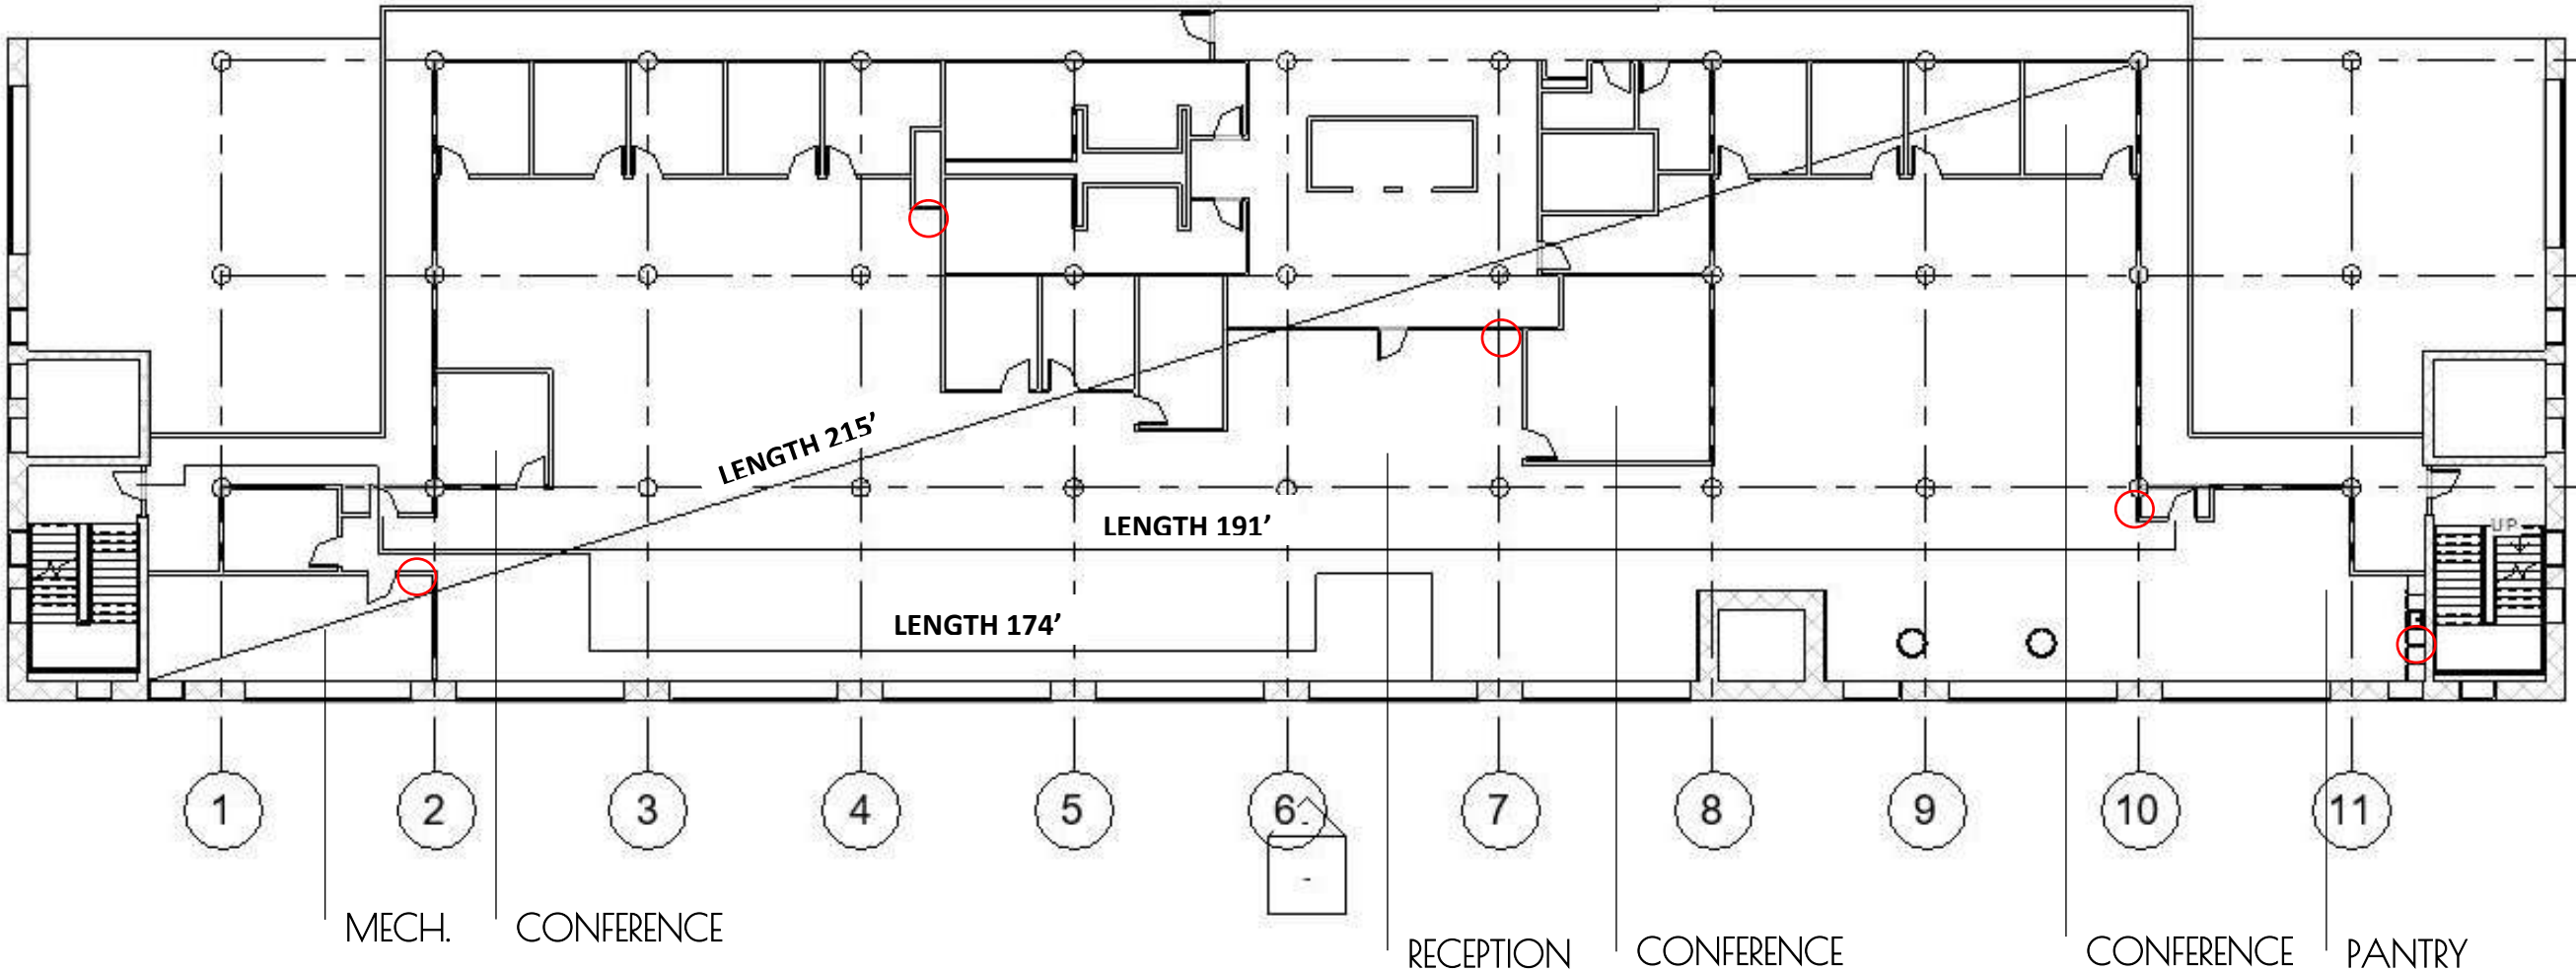 LENGTH 215’
LENGTH 191’
UP
LENGTH 174’
1 2 3 4 5 6 7 8 9 10 11
MECH. CONFERENCE RECEPTION CONFERENCE CONFERENCE PANTRY